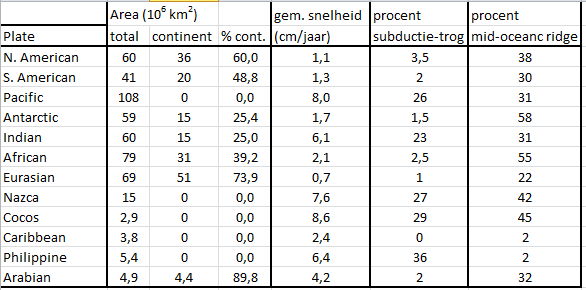 Area (10⁶ km²) gem. snelheid procent procent
Plate total continent % cont. (cm/jaar) subductie-trog mid-oceanc ridge
N. American 60 36 60,0 1,1 3,5 38
S. American 41 20 48,8 1,3 2 30
Pacific 108 0 0,0 8,0 26 31
Antarctic 59 15 25,4 1,7 1,5 58
Indian 60 15 25,0 6,1 23 31
African 79 31 39,2 2,1 2,5 55
Eurasian 69 51 73,9 0,7 1 22
Nazca 15 0 0,0 7,6 27 42
Cocos 2,9 0 0,0 8,6 29 45
Caribbean 3,8 0 0,0 2,4 0 2
Philippine 5,4 0 0,0 6,4 36 2
Arabian 4,9 4,4 89,8 4,2 2 32